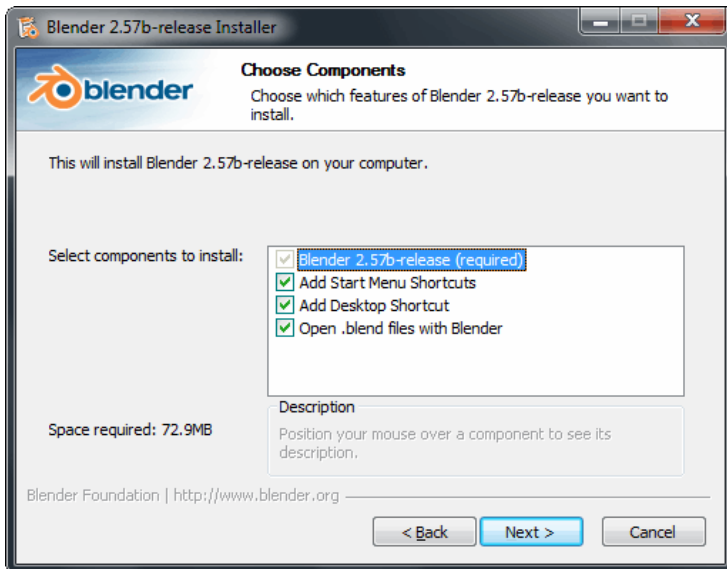 Blender 2.57b-release Installer
blender
Choose Components
Choose which features of Blender 2.57b-release you want to
install.
This will install Blender 2.57b-release on your computer.
Select components to install:
Blender 2.57b-release (required)
Add Start Menu Shortcuts
Add Desktop Shortcut
Open .blend files with Blender
Space required: 72.9MB
Description
Position your mouse over a component to see its
description.
Blender Foundation | http://www.blender.org
< Back Next > Cancel